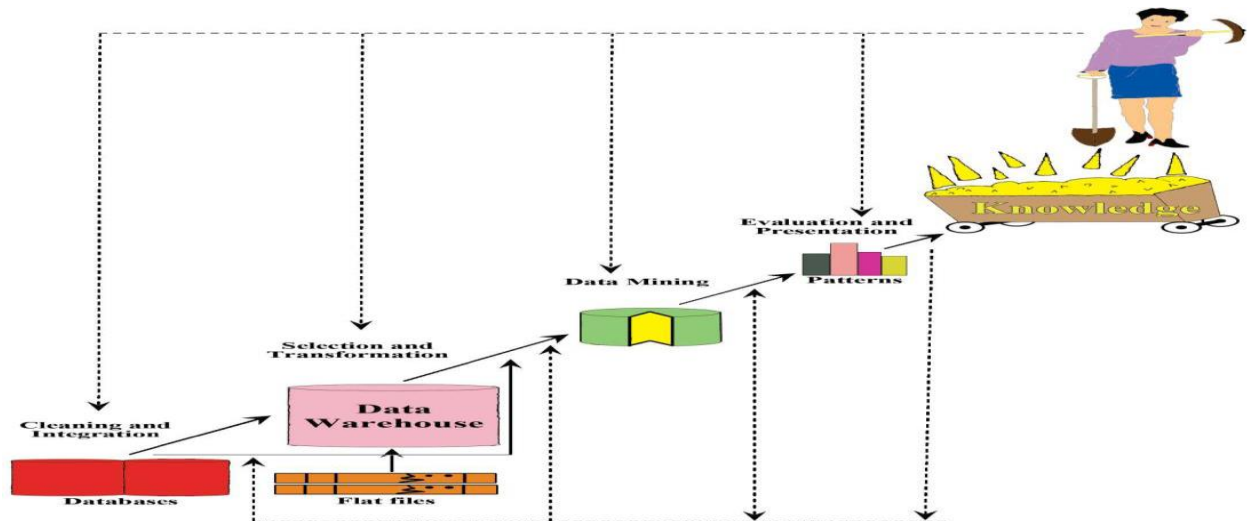 Knowledge
Evaluation and
Presentation
Patterns
Data Mining
Selection and
Transformation
Data
Warehouse
Cleaning and
Integration
Databases
Flat files